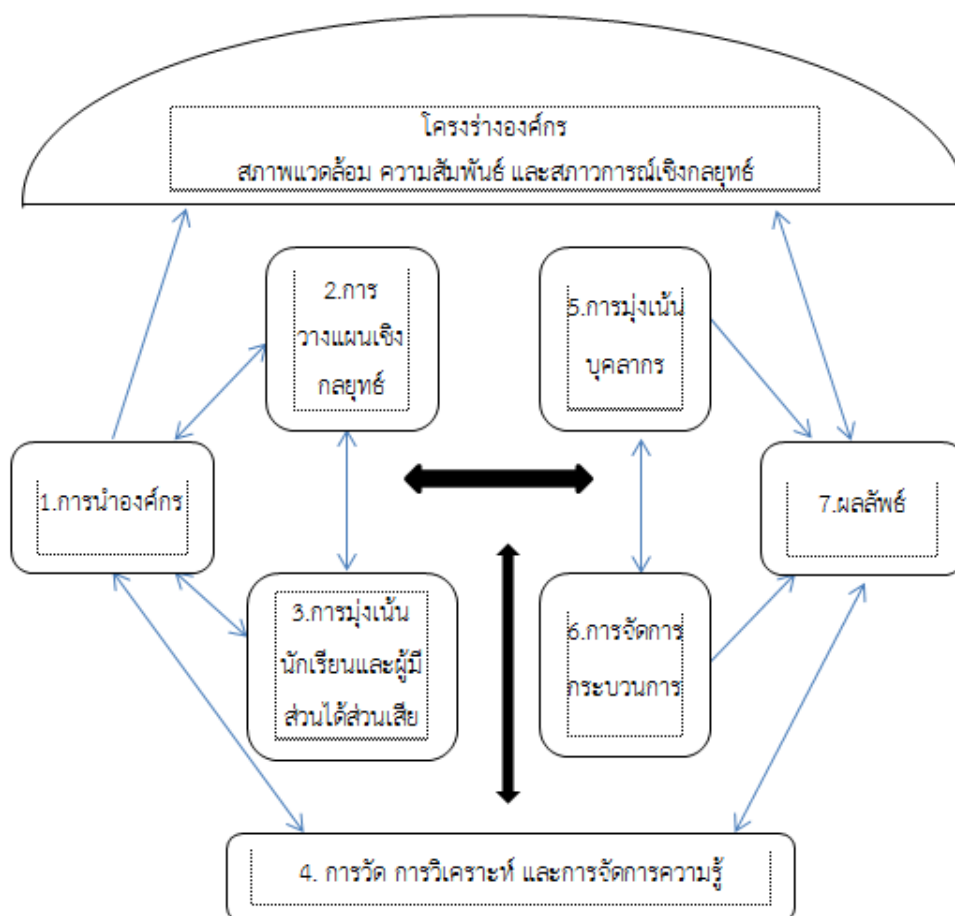 โครงร่างองค์กร
สภาพแวดล้อม ความสัมพันธ์ และสภาวการณ์เชิงกลยุทธ์
2.การ
วางแผนเชิง
กลยุทธ์
5.การมุ่งเน้น
บุคลากร
1.การนำองค์กร
7.ผลลัพธ์
3.การมุ่งเน้น
นักเรียนและผู้มี
ส่วนได้ส่วนเสีย
6.การจัดการ
กระบวนการ
4. การวัด การวิเคราะห์ และการจัดการความรู้